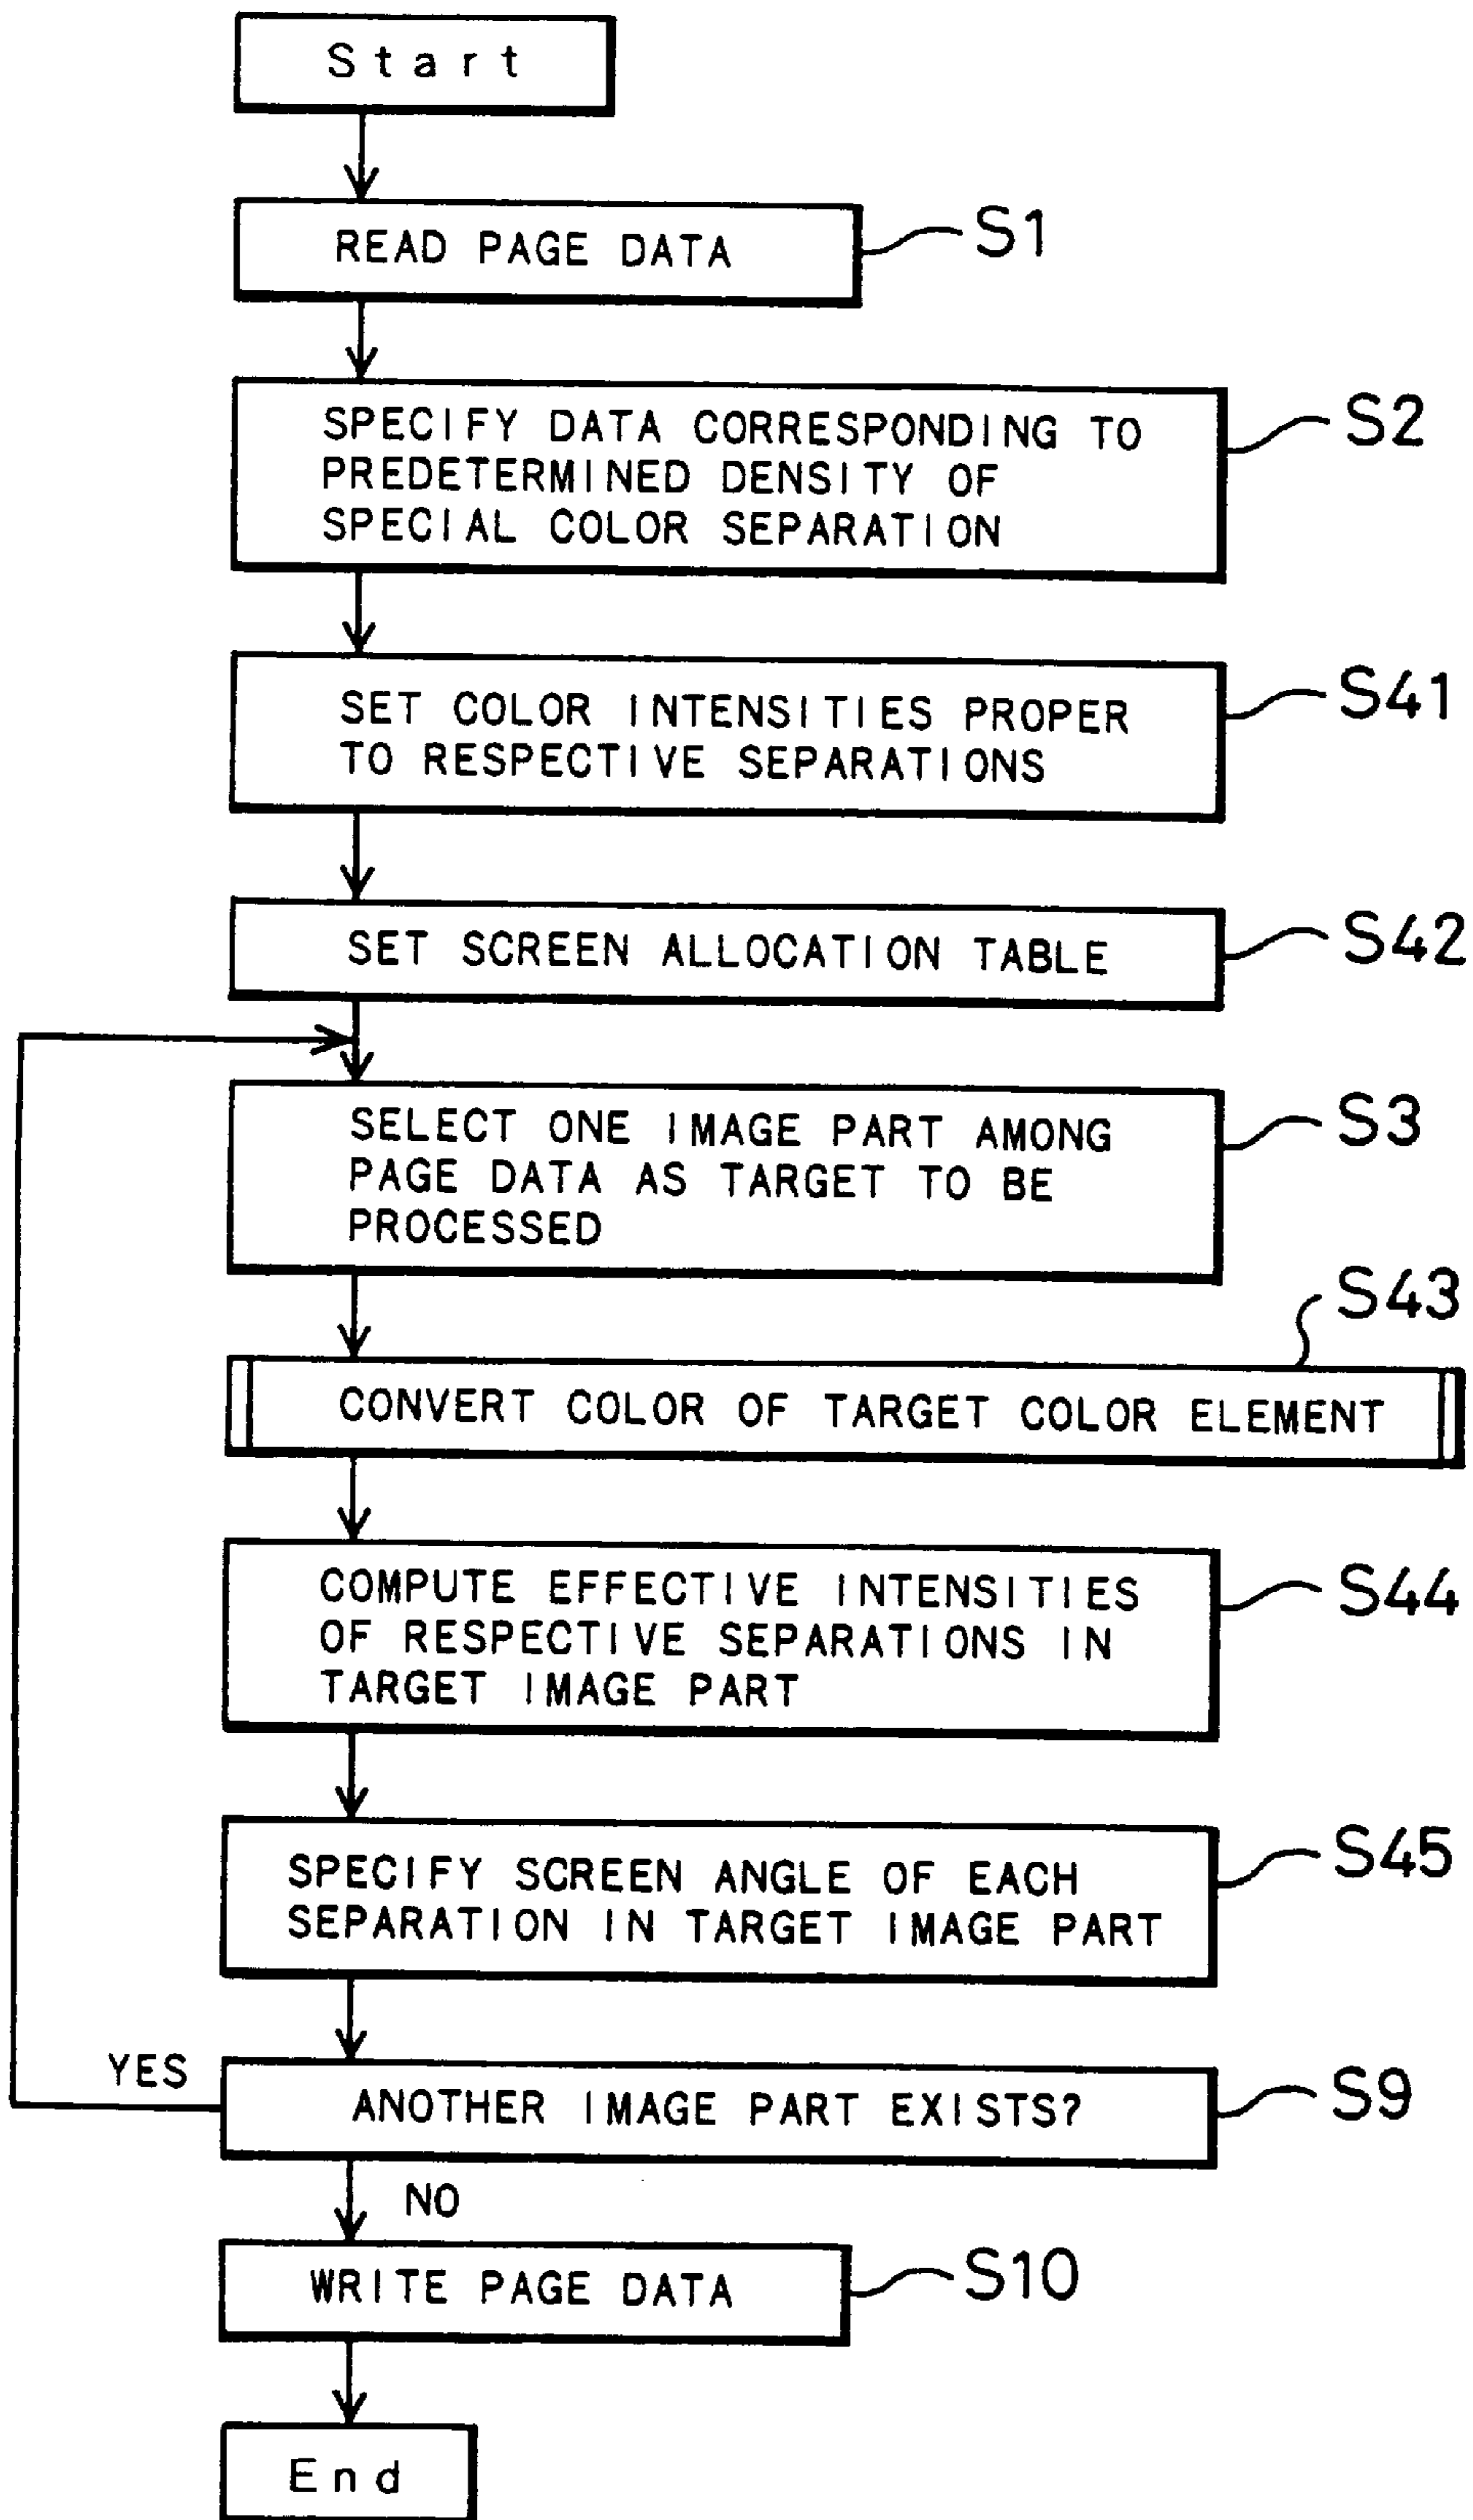 Start
READ PAGE DATA
S1
SPECIFY DATA CORRESPONDING TO
PREDETERMINED DENSITY OF
SPECIAL COLOR SEPARATION
S2
SET COLOR INTENSITIES PROPER
TO RESPECTIVE SEPARATIONS
S41
SET SCREEN ALLOCATION TABLE
S42
SELECT ONE IMAGE PART AMONG
PAGE DATA AS TARGET TO BE
PROCESSED
S3
S43
CONVERT COLOR OF TARGET COLOR ELEMENT
COMPUTE EFFECTIVE INTENSITIES
OF RESPECTIVE SEPARATIONS IN
TARGET IMAGE PART
S44
SPECIFY SCREEN ANGLE OF EACH
SEPARATION IN TARGET IMAGE PART
S45
YES
ANOTHER IMAGE PART EXISTS?
S9
NO
WRITE PAGE DATA
S10
End